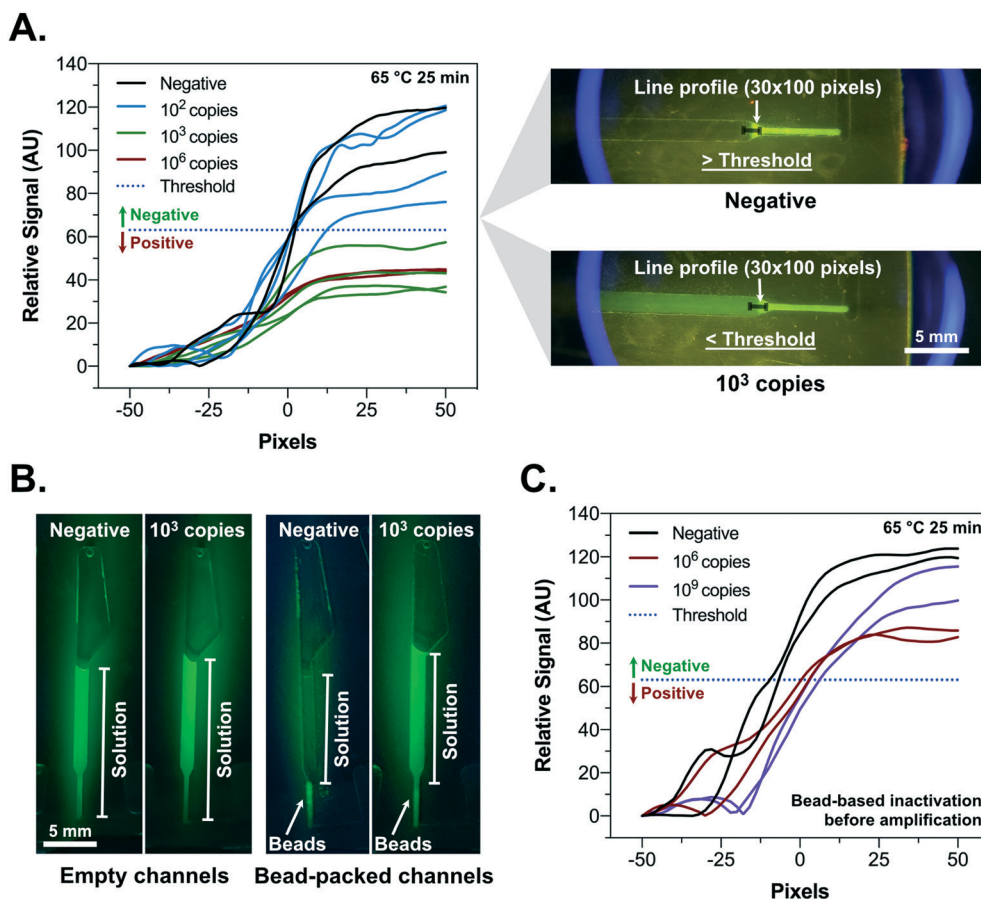 A.
65 °C 25 min
Negative
10² copies
10³ copies
10⁶ copies
Threshold
Negative
Positive
Relative Signal (AU)
140
120
100
80
60
40
20
0
-50
-25
0
25
50
Pixels
Line profile (30x100 pixels)
> Threshold
Negative
Line profile (30x100 pixels)
< Threshold
5 mm
10³ copies
B.
Negative
10³ copies
Negative
10³ copies
Solution
Solution
Solution
Solution
5 mm
Beads
Beads
Empty channels
Bead-packed channels
C.
65 °C 25 min
Negative
10⁶ copies
10⁹ copies
Threshold
Negative
Positive
Relative Signal (AU)
140
120
100
80
60
40
20
0
-50
-25
0
25
50
Pixels
Bead-based inactivation
before amplification